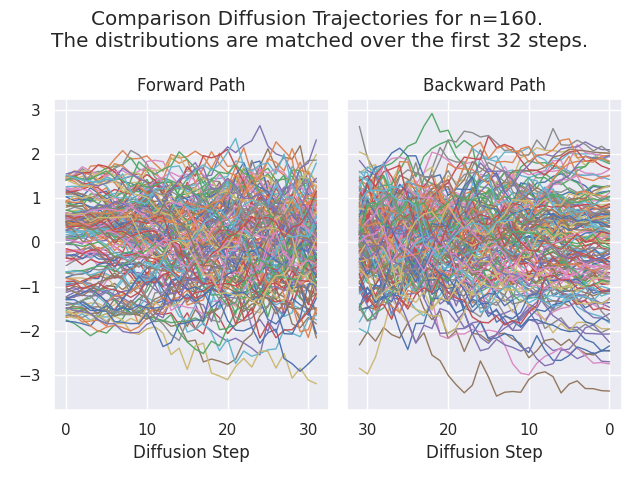 Comparison Diffusion Trajectories for n=160.
The distributions are matched over the first 32 steps.
Forward Path
Backward Path
3
2
1
0
−1
−2
−3
0 10 20 30
30 20 10 0
Diffusion Step
Diffusion Step